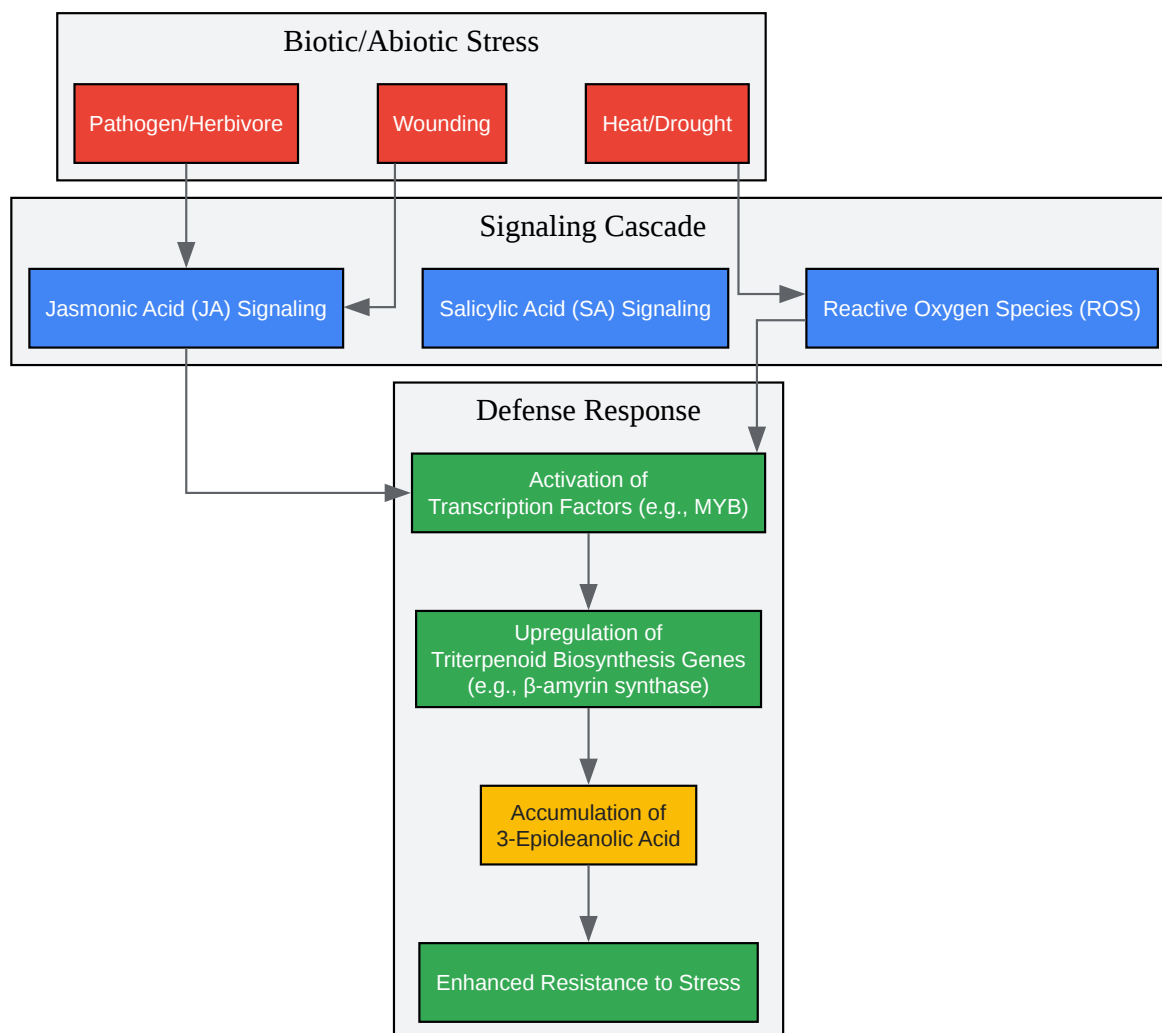 Biotic/Abiotic Stress
Pathogen/Herbivore
Wounding
Heat/Drought
Signaling Cascade
Jasmonic Acid (JA) Signaling
Salicylic Acid (SA) Signaling
Reactive Oxygen Species (ROS)
Defense Response
Activation of
Transcription Factors (e.g., MYB)
Upregulation of
Triterpenoid Biosynthesis Genes
(e.g., β-amyrin synthase)
Accumulation of
3-Epioleanolic Acid
Enhanced Resistance to Stress